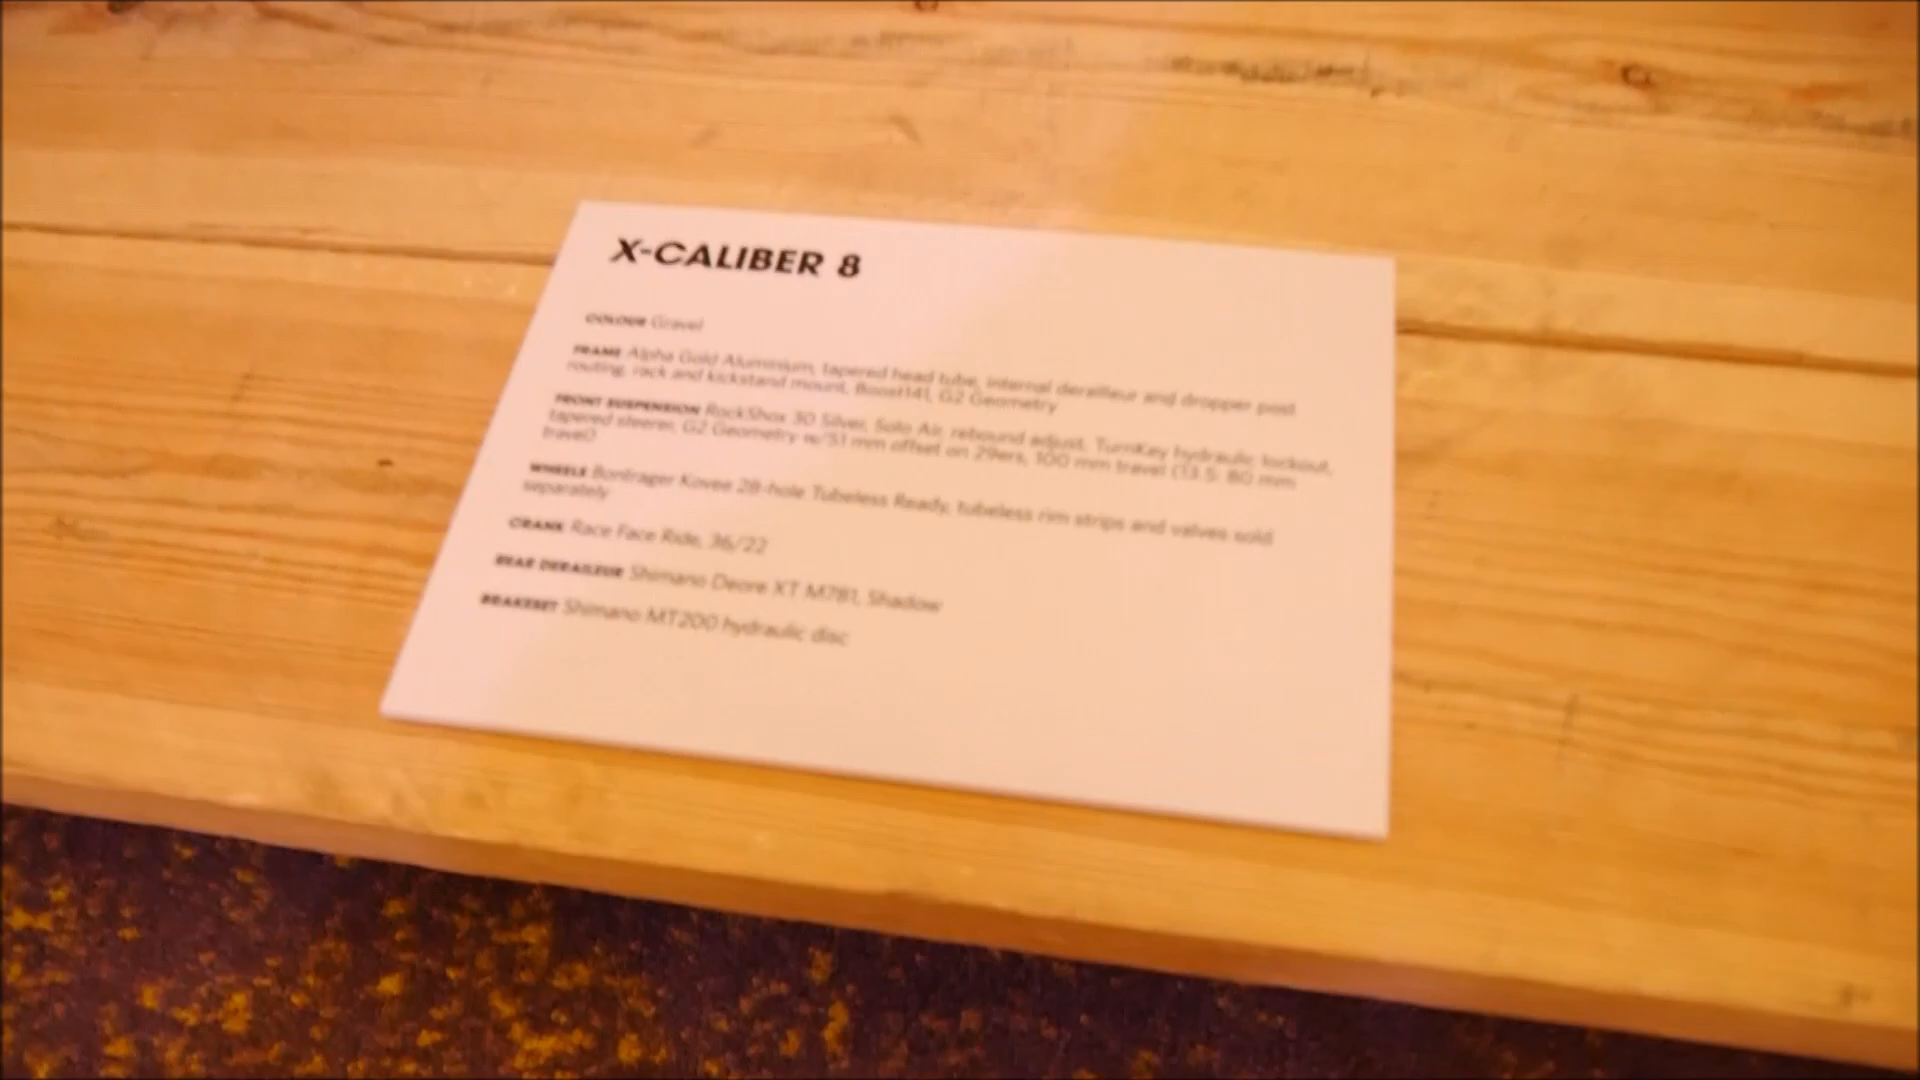 X-CALIBER 8
COLOUR Gravel
FRAME Alpha Gold Aluminium, tapered head tube, internal derailleur and dropper post
routing, rack and kickstand mount, Boost141, G2 Geometry
FRONT SUSPENSION RockShox 30 Silver, Solo Air, rebound adjust, TurnKey hydraulic lockout,
tapered steerer, G2 Geometry w/51 mm offset on 29ers, 100 mm travel (13.5: 80 mm
travel)
WHEELS Bontrager Kovee 28-hole Tubeless Ready, tubeless rim strips and valves sold
separately
CRANK Race Face Ride, 36/22
REAR DERAILEUR Shimano Deore XT M781, Shadow
BRAKESET Shimano MT200 hydraulic disc